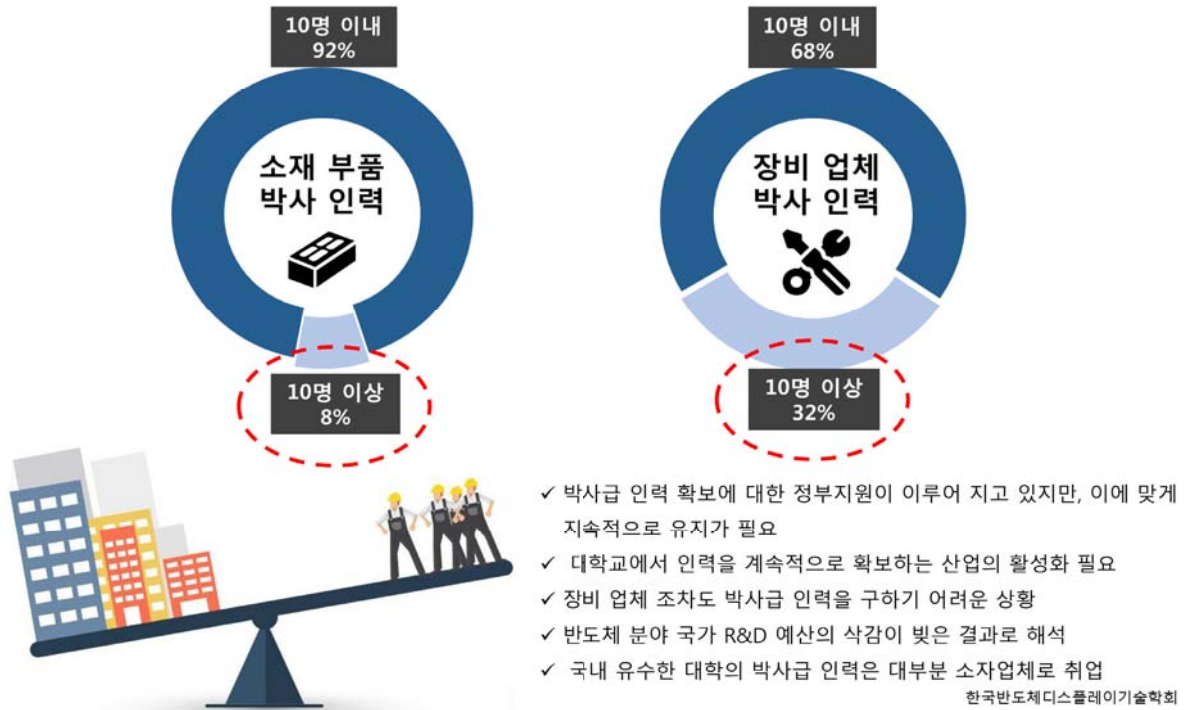 10명 이내
92%
소재 부품
박사 인력
10명 이상
8%
10명 이내
68%
장비 업체
박사 인력
10명 이상
32%
✓ 박사급 인력 확보에 대한 정부지원이 이루어 지고 있지만, 이에 맞게
지속적으로 유지가 필요
✓ 대학교에서 인력을 계속적으로 확보하는 산업의 활성화 필요
✓ 장비 업체 조차도 박사급 인력을 구하기 어려운 상황
✓ 반도체 분야 국가 R&D 예산의 삭감이 빚은 결과로 해석
✓ 국내 유수한 대학의 박사급 인력은 대부분 소자업체로 취업
한국반도체디스플레이기술학회